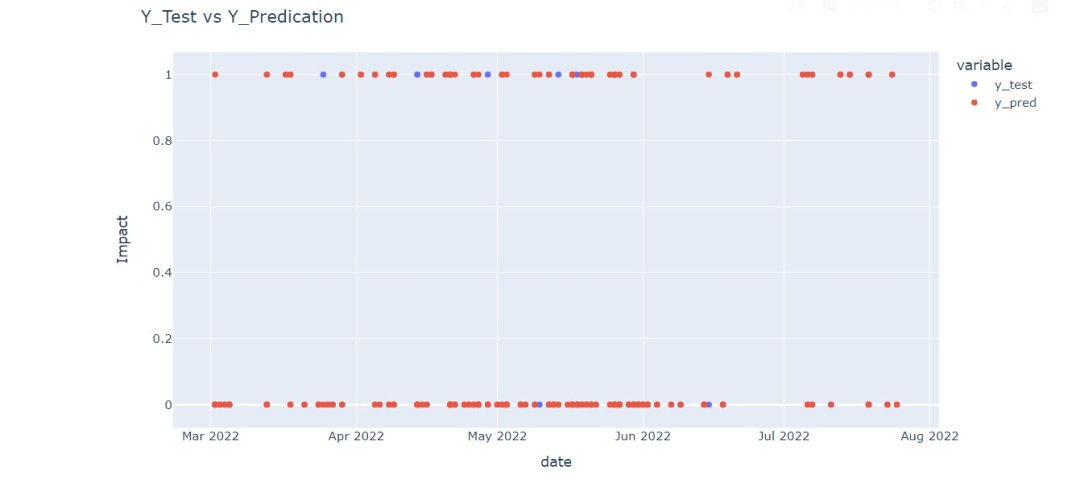 Y_Test vs Y_Predication
variable
y_test
y_pred
1
0.8
0.6
0.4
0.2
0
Impact
Mar 2022
Apr 2022
May 2022
Jun 2022
Jul 2022
Aug 2022
date